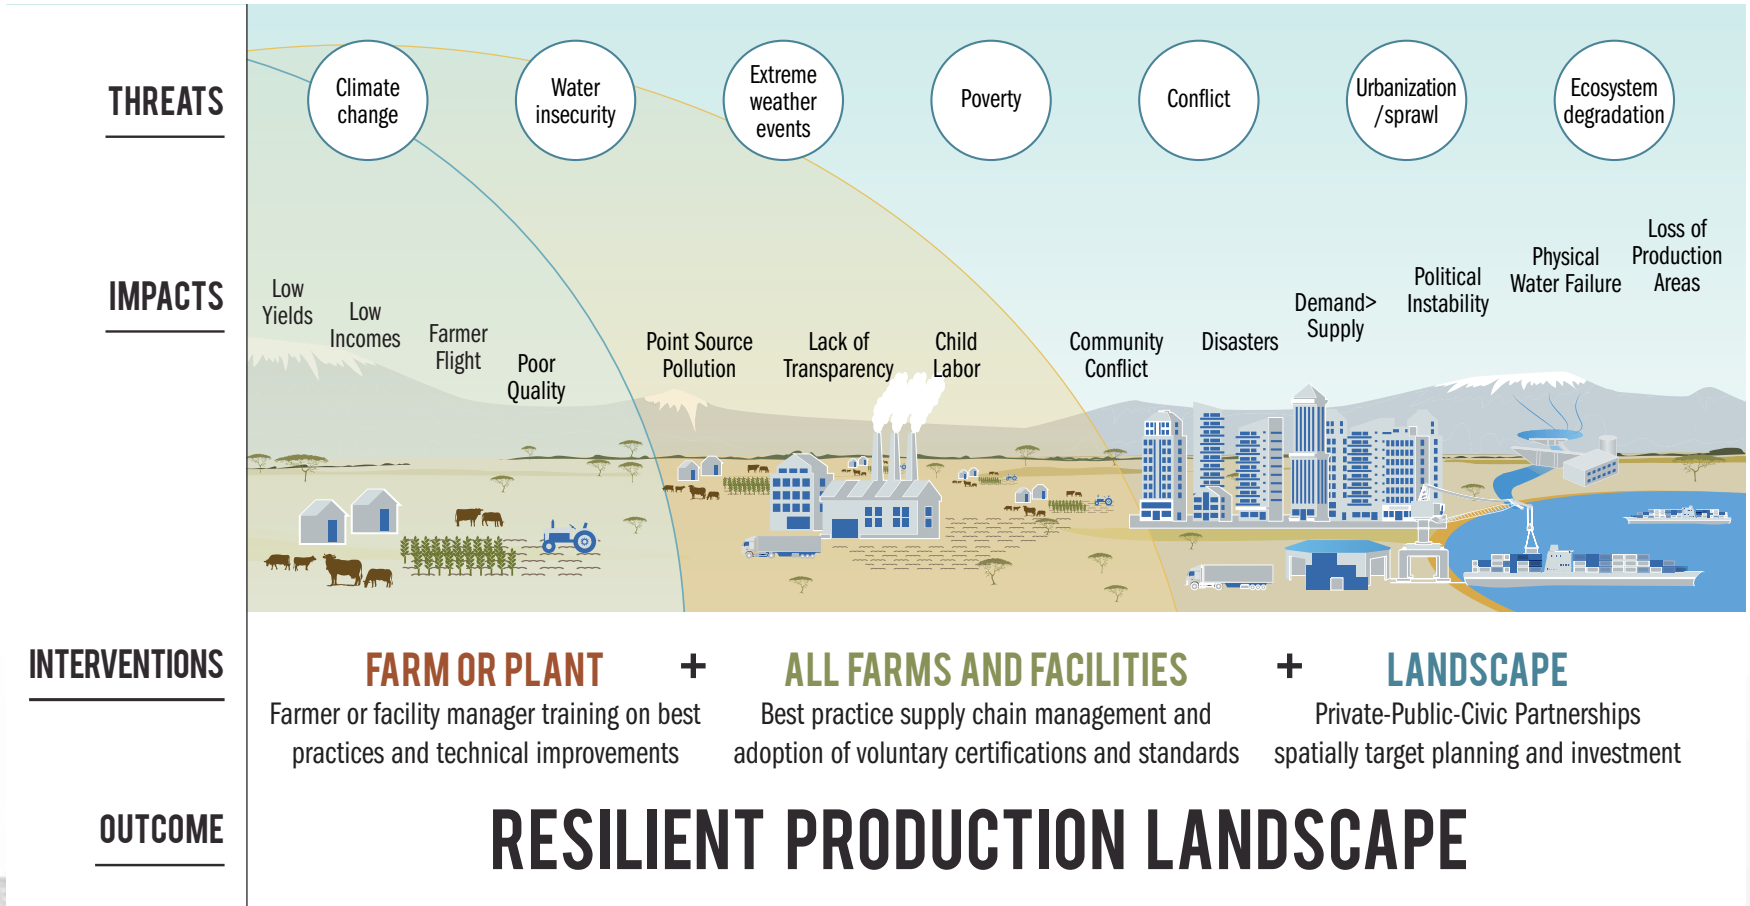 THREATS
Climate
change
Water
insecurity
Extreme
weather
events
Poverty
Conflict
Urbanization
/sprawl
Ecosystem
degradation
IMPACTS
Low
Yields
Low
Incomes
Farmer
Flight
Poor
Quality
Point Source
Pollution
Lack of
Transparency
Child
Labor
Community
Conflict
Disasters
Demand>
Supply
Political
Instability
Physical
Water Failure
Loss of
Production
Areas
INTERVENTIONS
FARM OR PLANT
Farmer or facility manager training on best
practices and technical improvements
+
ALL FARMS AND FACILITIES
Best practice supply chain management and
adoption of voluntary certifications and standards
+
LANDSCAPE
Private-Public-Civic Partnerships
spatially target planning and investment
OUTCOME
RESILIENT PRODUCTION LANDSCAPE